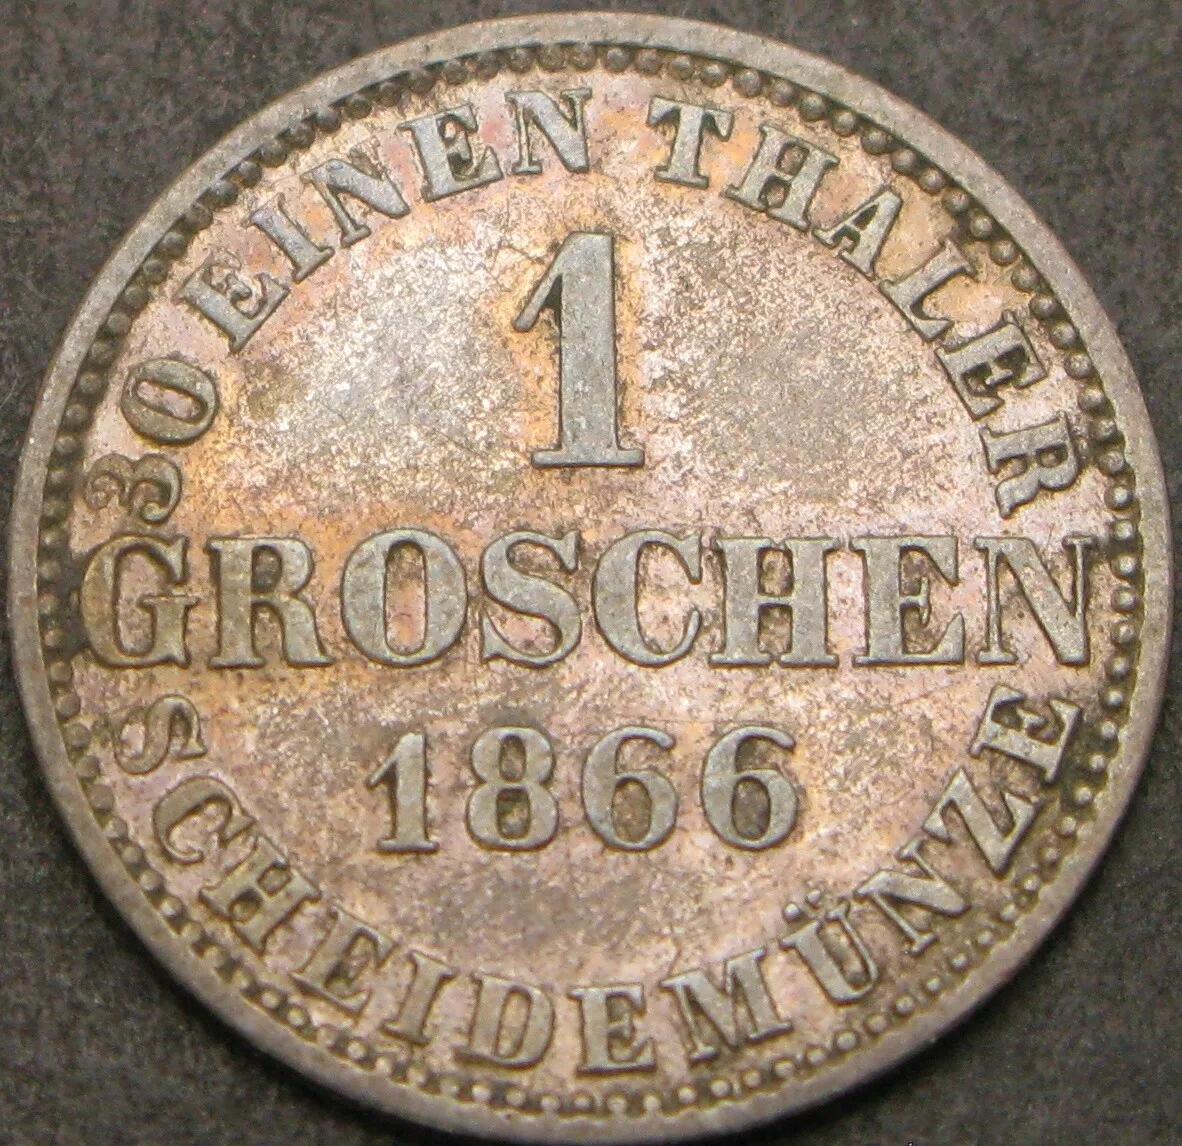 30 EINEN THALER
1
GROSCHEN
1866
SCHEIDEMÜNZE